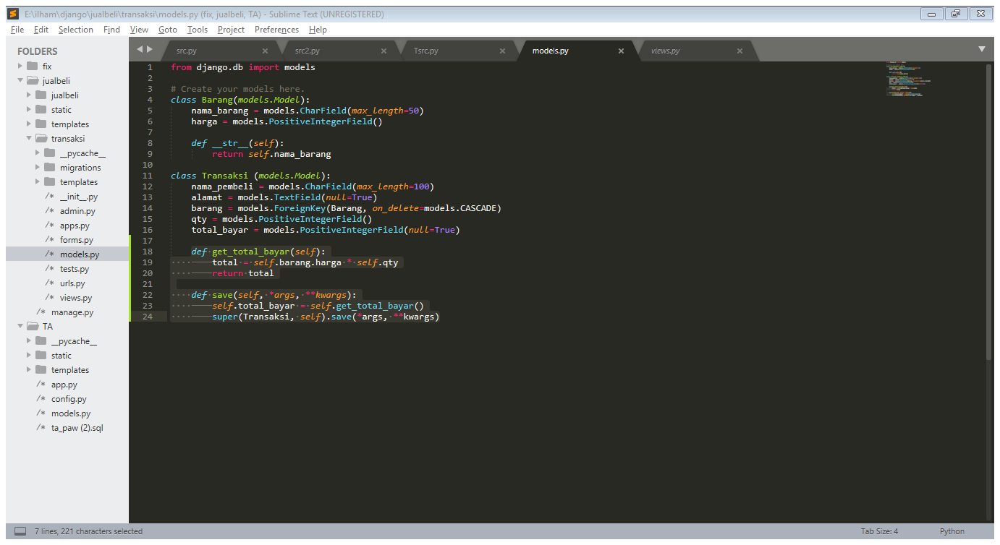 E:\ilham\django\jualbeli\transaksi\models.py (fix, jualbeli, TA) - Sublime Text (UNREGISTERED)
File Edit Selection Find View Goto Tools Project Preferences Help
FOLDERS
fix
jualbeli
jualbeli
static
templates
transaksi
__pycache__
migrations
templates
/* __init__.py
/* admin.py
/* apps.py
/* forms.py
/* models.py
/* tests.py
/* urls.py
/* views.py
/* manage.py
TA
__pycache__
static
templates
/* app.py
/* config.py
/* models.py
/* ta_paw (2).sql
src.py src2.py Tsrc.py models.py views.py
1 from django.db import models
2
3 # Create your models here.
4 class Barang(models.Model):
5     nama_barang = models.CharField(max_length=50)
6     harga = models.PositiveIntegerField()
7
8     def __str__(self):
9         return self.nama_barang
10
11 class Transaksi (models.Model):
12     nama_pembeli = models.CharField(max_length=100)
13     alamat = models.TextField(null=True)
14     barang = models.ForeignKey(Barang, on_delete=models.CASCADE)
15     qty = models.PositiveIntegerField()
16     total_bayar = models.PositiveIntegerField(null=True)
17
18     def get_total_bayar(self):
19         total = self.barang.harga * self.qty
20         return total
21
22     def save(self, *args, **kwargs):
23         self.total_bayar = self.get_total_bayar()
24         super(Transaksi, self).save(*args, **kwargs)
7 lines, 221 characters selected
Tab Size: 4
Python